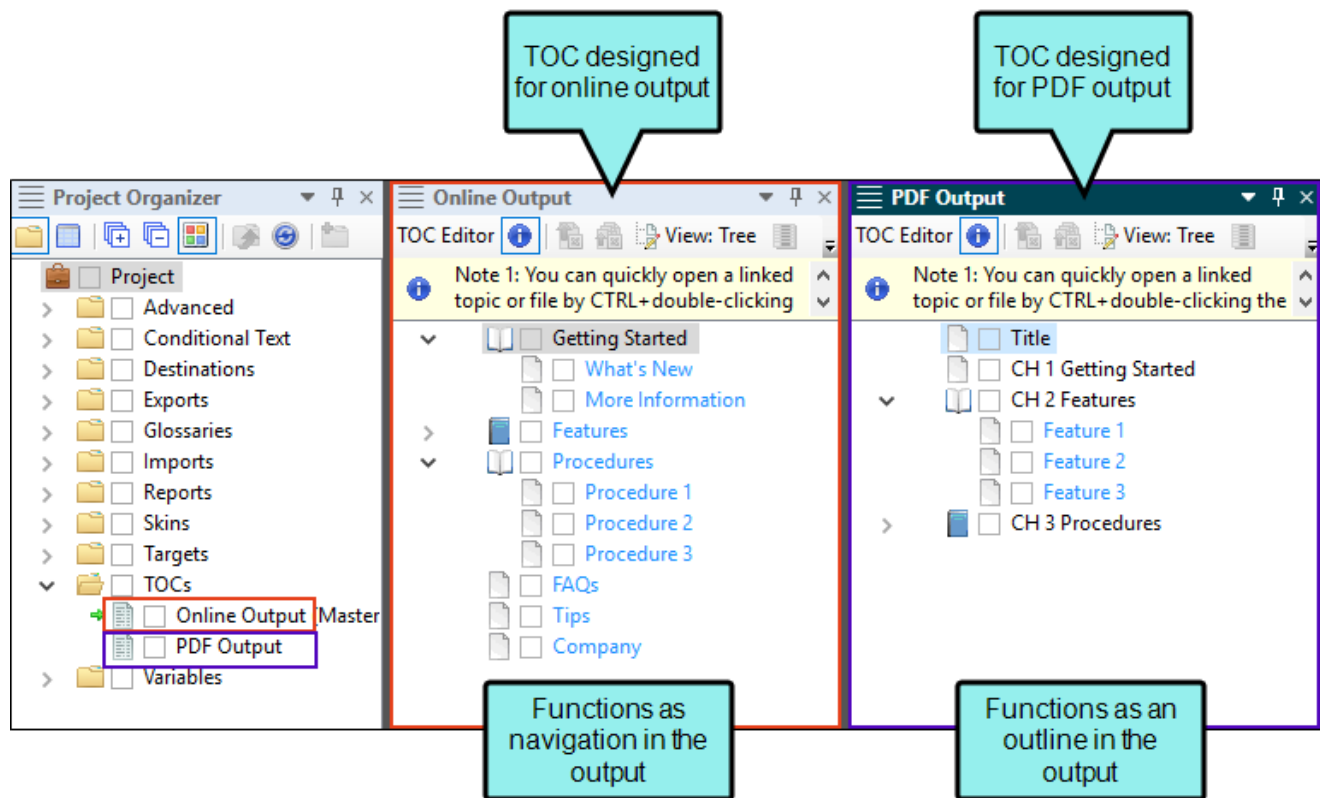 TOC designed
for online output
TOC designed
for PDF output
Project Organizer
Project
Advanced
Conditional Text
Destinations
Exports
Glossaries
Imports
Reports
Skins
Targets
TOCs
Online Output (Master
PDF Output
Variables
Online Output
TOC Editor View: Tree
Note 1: You can quickly open a linked
topic or file by CTRL+double-clicking
Getting Started
What's New
More Information
Features
Procedures
Procedure 1
Procedure 2
Procedure 3
FAQs
Tips
Company
Functions as
navigation in the
output
PDF Output
TOC Editor View: Tree
Note 1: You can quickly open a linked
topic or file by CTRL+double-clicking the
Title
CH 1 Getting Started
CH 2 Features
Feature 1
Feature 2
Feature 3
CH 3 Procedures
Functions as an
outline in the
output